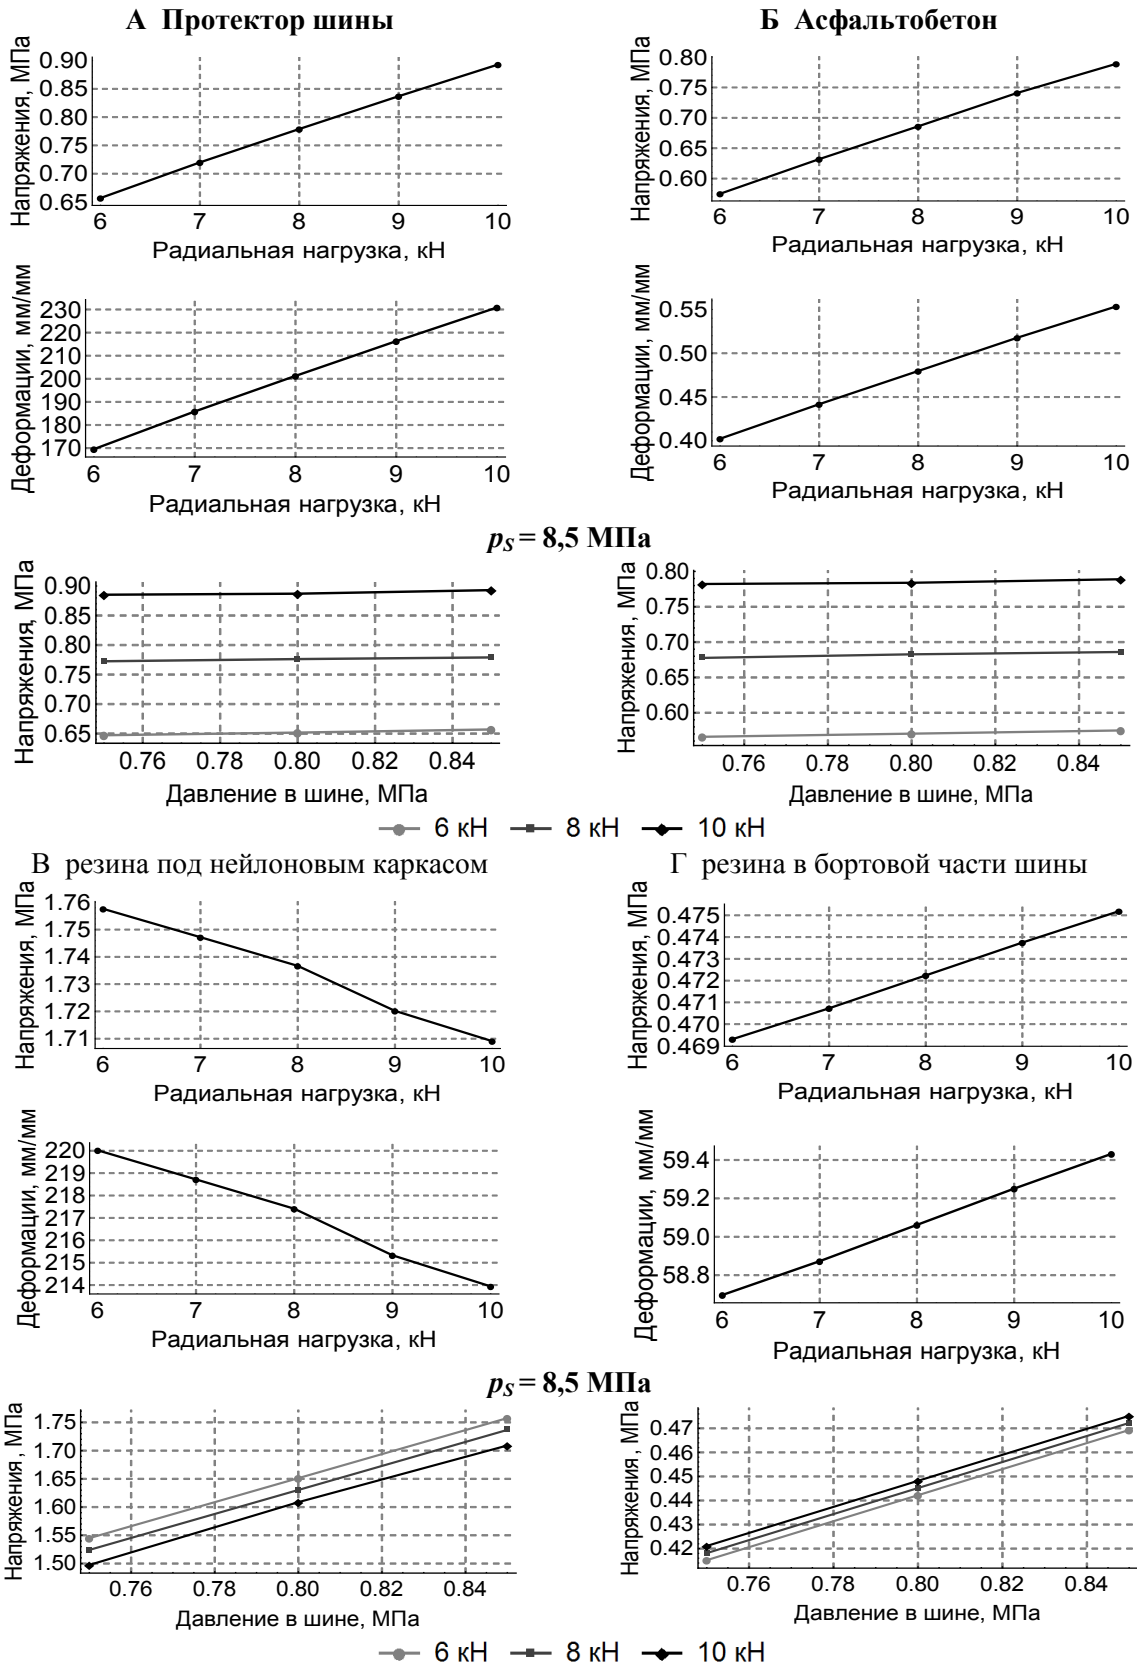 А Протектор шины
Б Асфальтобетон
Напряжения, МПа
0.90
0.85
0.80
0.75
0.70
0.65
6 7 8 9 10
Радиальная нагрузка, кН
Напряжения, МПа
0.80
0.75
0.70
0.65
0.60
6 7 8 9 10
Радиальная нагрузка, кН
Деформации, мм/мм
230
220
210
200
190
180
170
6 7 8 9 10
Радиальная нагрузка, кН
Деформации, мм/мм
0.55
0.50
0.45
0.40
6 7 8 9 10
Радиальная нагрузка, кН
pS = 8,5 МПа
Напряжения, МПа
0.90
0.85
0.80
0.75
0.70
0.65
0.76 0.78 0.80 0.82 0.84
Давление в шине, МПа
Напряжения, МПа
0.80
0.75
0.70
0.65
0.60
0.76 0.78 0.80 0.82 0.84
Давление в шине, МПа
6 кН 8 кН 10 кН
В резина под нейлоновым каркасом
Г резина в бортовой части шины
Напряжения, МПа
1.76
1.75
1.74
1.73
1.72
1.71
6 7 8 9 10
Радиальная нагрузка, кН
Напряжения, МПа
0.475
0.474
0.473
0.472
0.471
0.470
0.469
6 7 8 9 10
Радиальная нагрузка, кН
Деформации, мм/мм
220
219
218
217
216
215
214
6 7 8 9 10
Радиальная нагрузка, кН
Деформации, мм/мм
59.4
59.2
59.0
58.8
6 7 8 9 10
Радиальная нагрузка, кН
pS = 8,5 МПа
Напряжения, МПа
1.75
1.70
1.65
1.60
1.55
1.50
0.76 0.78 0.80 0.82 0.84
Давление в шине, МПа
Напряжения, МПа
0.47
0.46
0.45
0.44
0.43
0.42
0.76 0.78 0.80 0.82 0.84
Давление в шине, МПа
6 кН 8 кН 10 кН